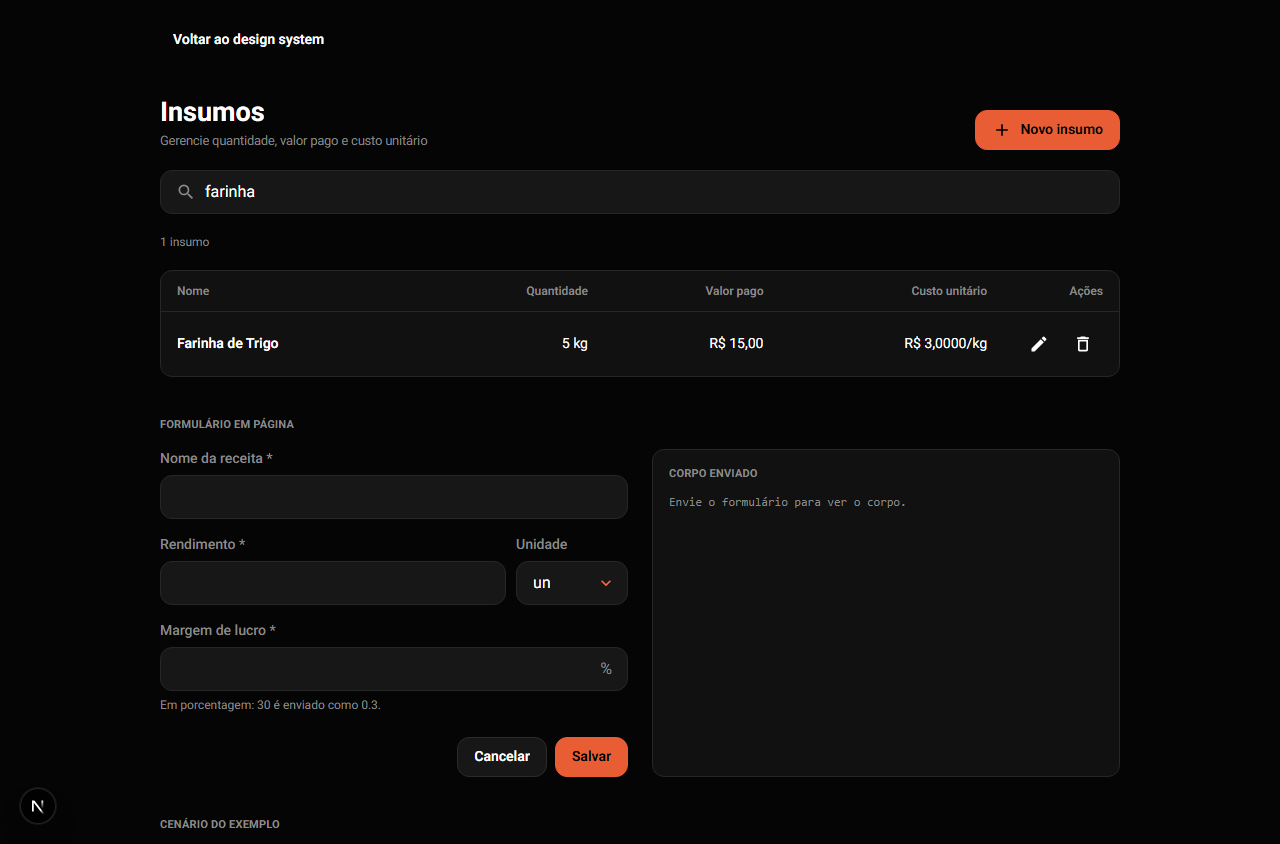 Voltar ao design system
Insumos
Gerencie quantidade, valor pago e custo unitário
Novo insumo
farinha
1 insumo
Nome Quantidade Valor pago Custo unitário Ações
Farinha de Trigo 5 kg R$ 15,00 R$ 3,0000/kg
FORMULÁRIO EM PÁGINA
Nome da receita *
Rendimento * Unidade
un
Margem de lucro *
%
Em porcentagem: 30 é enviado como 0.3.
Cancelar Salvar
CORPO ENVIADO
Envie o formulário para ver o corpo.
N
CENÁRIO DO EXEMPLO